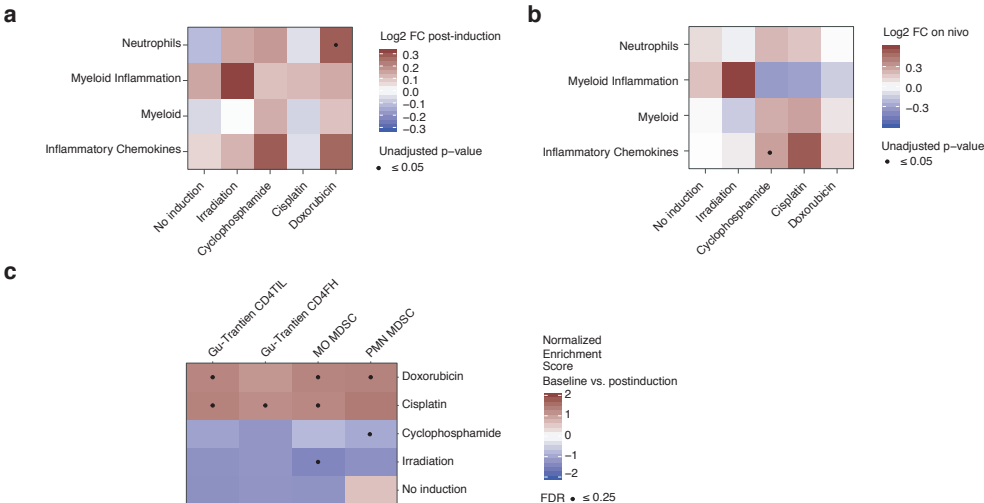 a
Neutrophils
Myeloid Inflammation
Myeloid
Inflammatory Chemokines
No induction
Irradiation
Cyclophosphamide
Cisplatin
Doxorubicin
Log2 FC post-induction
0.3
0.2
0.1
0.0
−0.1
−0.2
−0.3
Unadjusted p-value
• ≤ 0.05
b
Neutrophils
Myeloid Inflammation
Myeloid
Inflammatory Chemokines
No induction
Irradiation
Cyclophosphamide
Cisplatin
Doxorubicin
Log2 FC on nivo
0.3
0.0
−0.3
Unadjusted p-value
• ≤ 0.05
c
Gu-Trantien CD4TIL
Gu-Trantien CD4FH
MO MDSC
PMN MDSC
Doxorubicin
Cisplatin
Cyclophosphamide
Irradiation
No induction
Normalized
Enrichment
Score
Baseline vs. postinduction
2
1
0
−1
−2
FDR • ≤ 0.25